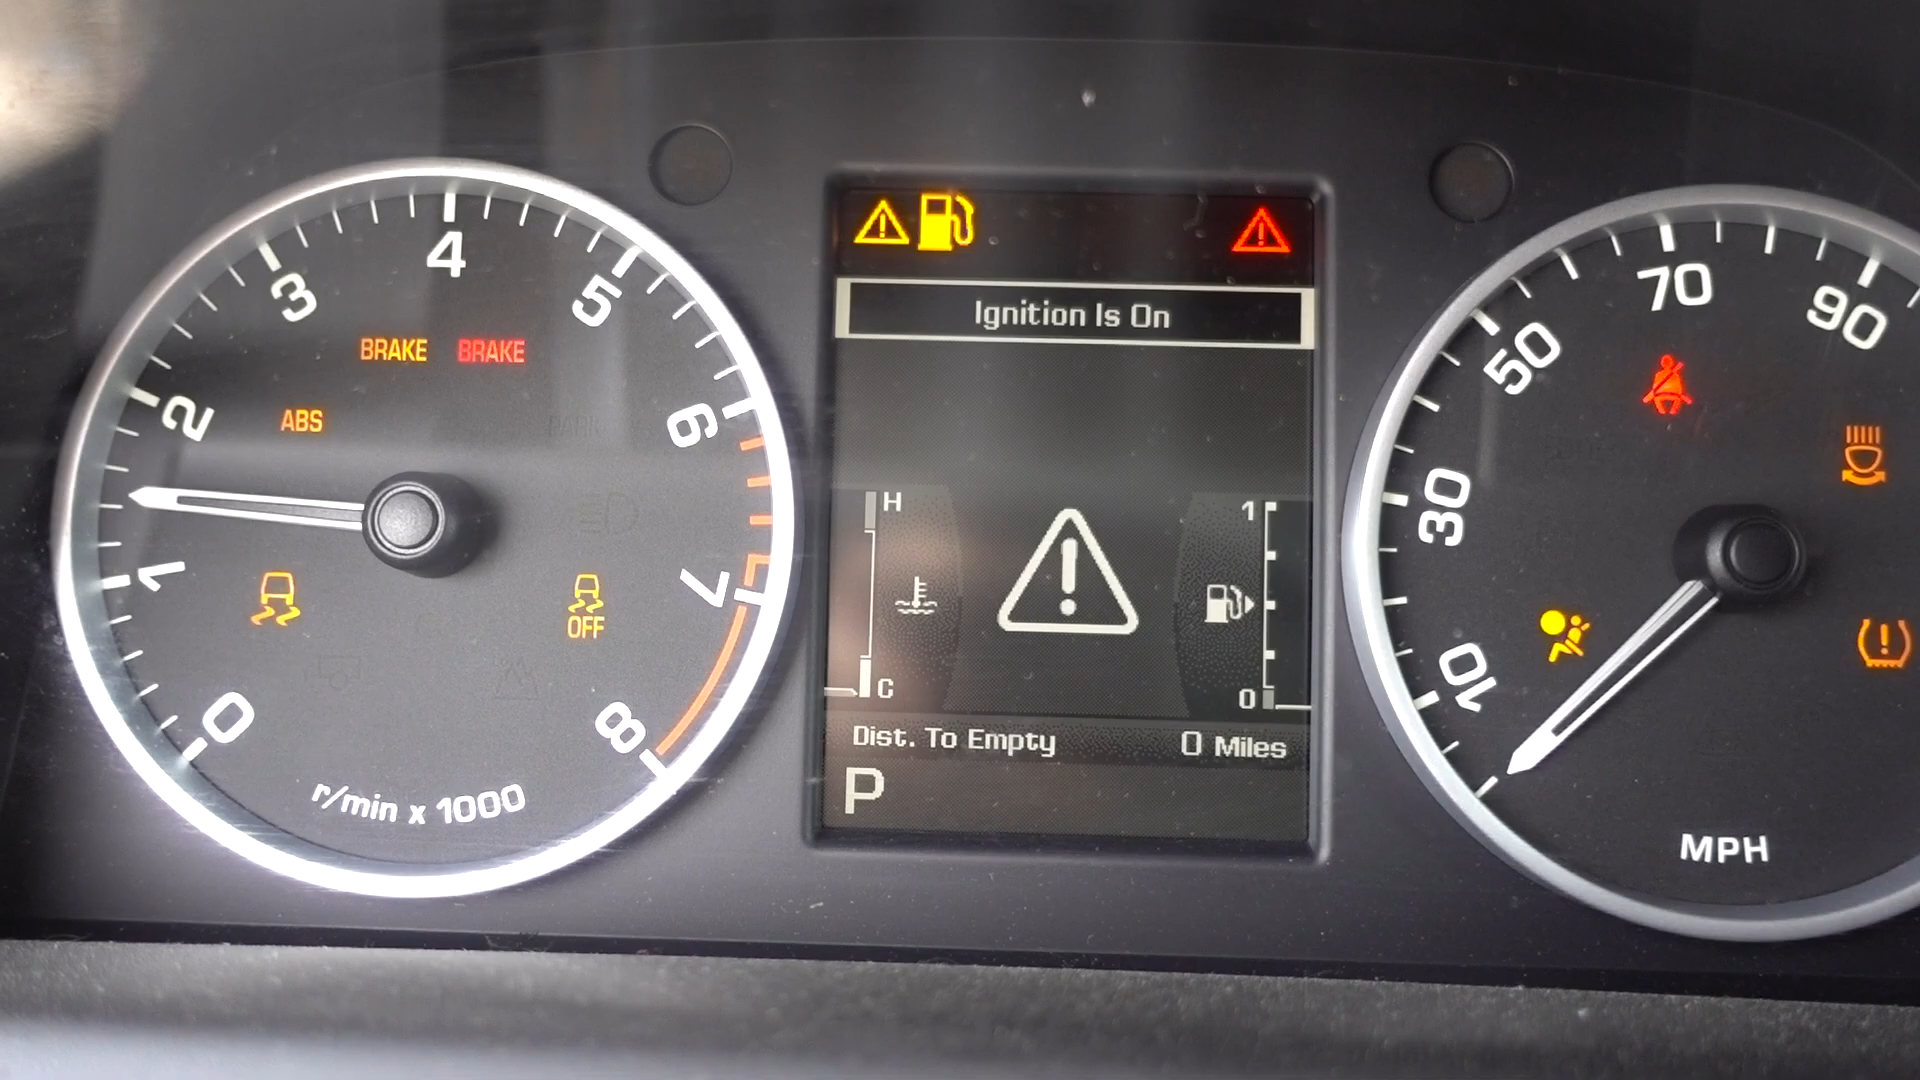 4
3
5
BRAKE BRAKE
2
ABS
6
1
7
OFF
0
8
r/min x 1000
Ignition Is On
H
1
C
0
Dist. To Empty 0 Miles
P
70
90
50
30
10
MPH